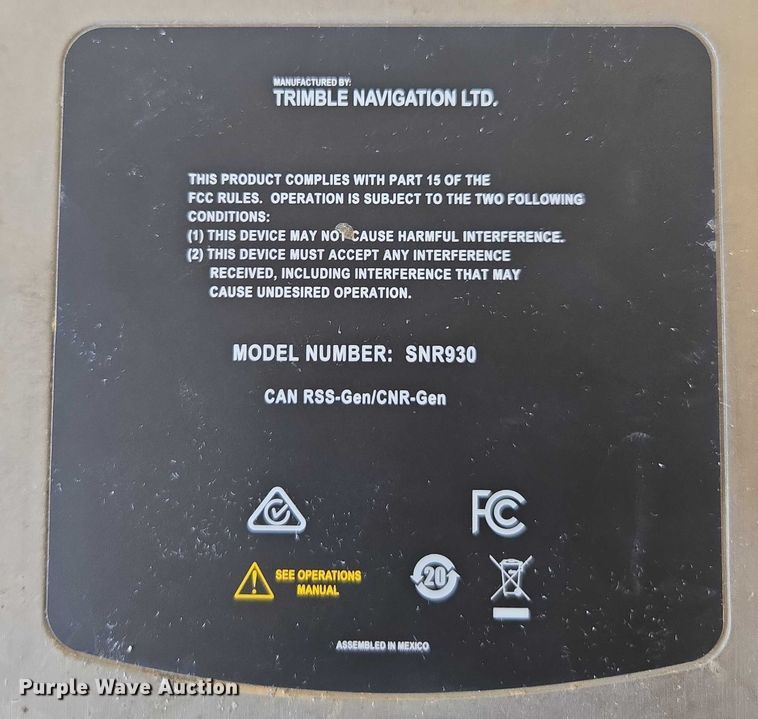 MANUFACTURED BY:
TRIMBLE NAVIGATION LTD.
THIS PRODUCT COMPLIES WITH PART 15 OF THE
FCC RULES. OPERATION IS SUBJECT TO THE TWO FOLLOWING
CONDITIONS:
(1) THIS DEVICE MAY NOT CAUSE HARMFUL INTERFERENCE.
(2) THIS DEVICE MUST ACCEPT ANY INTERFERENCE
RECEIVED, INCLUDING INTERFERENCE THAT MAY
CAUSE UNDESIRED OPERATION.
MODEL NUMBER: SNR930
CAN RSS-Gen/CNR-Gen
FC
SEE OPERATIONS
MANUAL
20
ASSEMBLED IN MEXICO
Purple Wave Auction